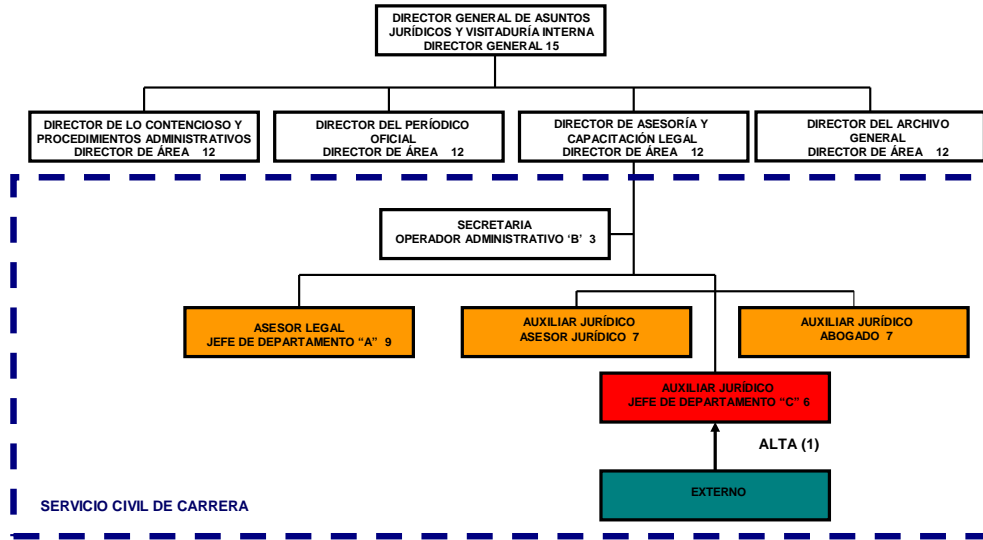 DIRECTOR GENERAL DE ASUNTOS
JURÍDICOS Y VISITADURÍA INTERNA
DIRECTOR GENERAL 15
DIRECTOR DE LO CONTENCIOSO Y
PROCEDIMIENTOS ADMINISTRATIVOS
DIRECTOR DE ÁREA 12
DIRECTOR DEL PERÍODICO
OFICIAL
DIRECTOR DE ÁREA 12
DIRECTOR DE ASESORÍA Y
CAPACITACIÓN LEGAL
DIRECTOR DE ÁREA 12
DIRECTOR DEL ARCHIVO
GENERAL
DIRECTOR DE ÁREA 12
SECRETARIA
OPERADOR ADMINISTRATIVO ‘B’ 3
ASESOR LEGAL
JEFE DE DEPARTAMENTO “A” 9
AUXILIAR JURÍDICO
ASESOR JURÍDICO 7
AUXILIAR JURÍDICO
ABOGADO 7
AUXILIAR JURÍDICO
JEFE DE DEPARTAMENTO “C” 6
ALTA (1)
EXTERNO
SERVICIO CIVIL DE CARRERA